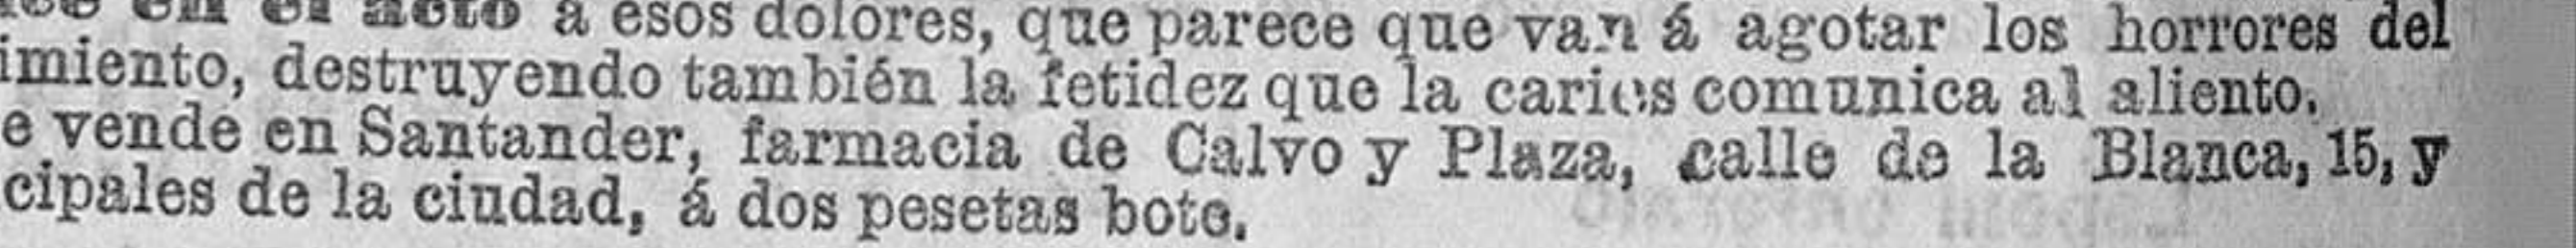 en el acto a esos dolores, que parece que van á agotar los horrores del
imiento, destruyendo también la fetidez que la caries comunica al aliento.
e vende en Santander, farmacia de Calvo y Plaza, calle de la Blanca, 15, y
cipales de la ciudad, á dos pesetas bote.